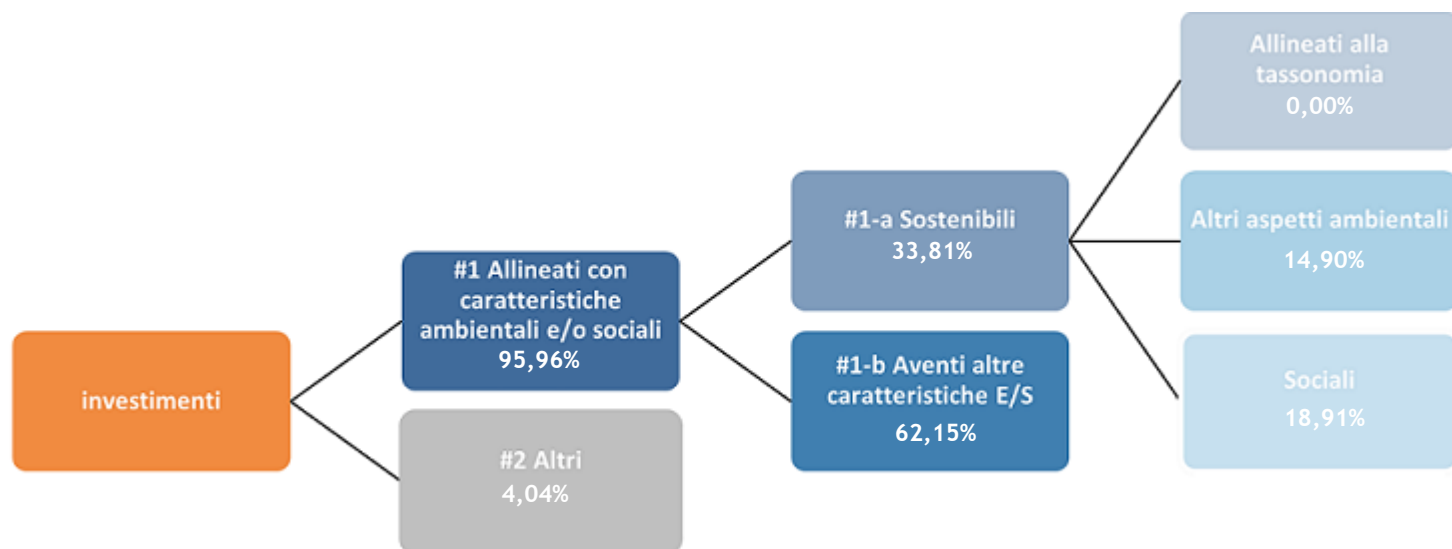 investimenti
#1 Allineati con
caratteristiche
ambientali e/o sociali
95,96%
#2 Altri
4,04%
#1-a Sostenibili
33,81%
#1-b Aventi altre
caratteristiche E/S
62,15%
Allineati alla
tassonomia
0,00%
Altri aspetti ambientali
14,90%
Sociali
18,91%